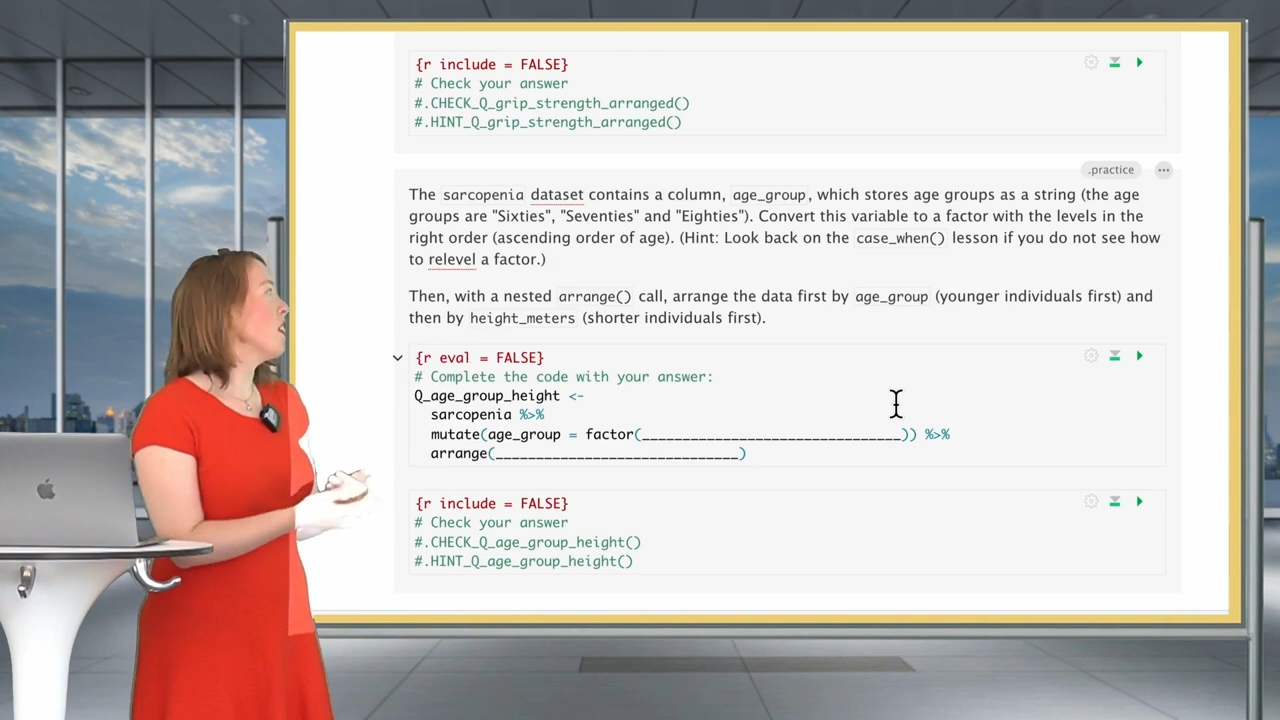 {r include = FALSE}
# Check your answer
#.CHECK_Q_grip_strength_arranged()
#.HINT_Q_grip_strength_arranged()
.practice
The sarcopenia dataset contains a column, age_group, which stores age groups as a string (the age
groups are "Sixties", "Seventies" and "Eighties"). Convert this variable to a factor with the levels in the
right order (ascending order of age). (Hint: Look back on the case_when() lesson if you do not see how
to relevel a factor.)
Then, with a nested arrange() call, arrange the data first by age_group (younger individuals first) and
then by height_meters (shorter individuals first).
{r eval = FALSE}
# Complete the code with your answer:
Q_age_group_height <-
sarcopenia %>%
mutate(age_group = factor(________________________________)) %>%
arrange(______________________________)
{r include = FALSE}
# Check your answer
#.CHECK_Q_age_group_height()
#.HINT_Q_age_group_height()